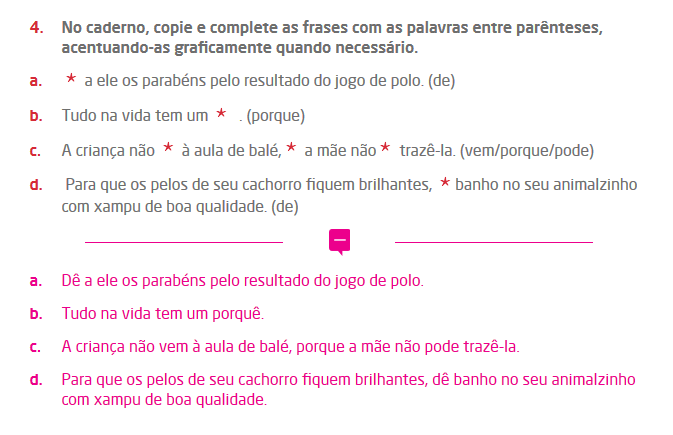 4. No caderno, copie e complete as frases com as palavras entre parênteses,
acentuando-as graficamente quando necessário.
a. * a ele os parabéns pelo resultado do jogo de polo. (de)
b. Tudo na vida tem um * . (porque)
c. A criança não * à aula de balé, * a mãe não * trazê-la. (vem/porque/pode)
d. Para que os pelos de seu cachorro fiquem brilhantes, * banho no seu animalzinho
com xampu de boa qualidade. (de)
a. Dê a ele os parabéns pelo resultado do jogo de polo.
b. Tudo na vida tem um porquê.
c. A criança não vem à aula de balé, porque a mãe não pode trazê-la.
d. Para que os pelos de seu cachorro fiquem brilhantes, dê banho no seu animalzinho
com xampu de boa qualidade.